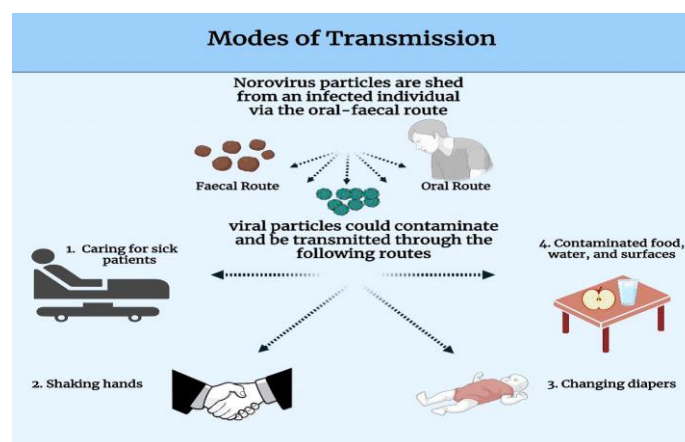 Modes of Transmission
Norovirus particles are shed
from an infected individual
via the oral-faecal route
Faecal Route
Oral Route
viral particles could contaminate
and be transmitted through the
following routes
1. Caring for sick
patients
4. Contaminated food,
water, and surfaces
2. Shaking hands
3. Changing diapers